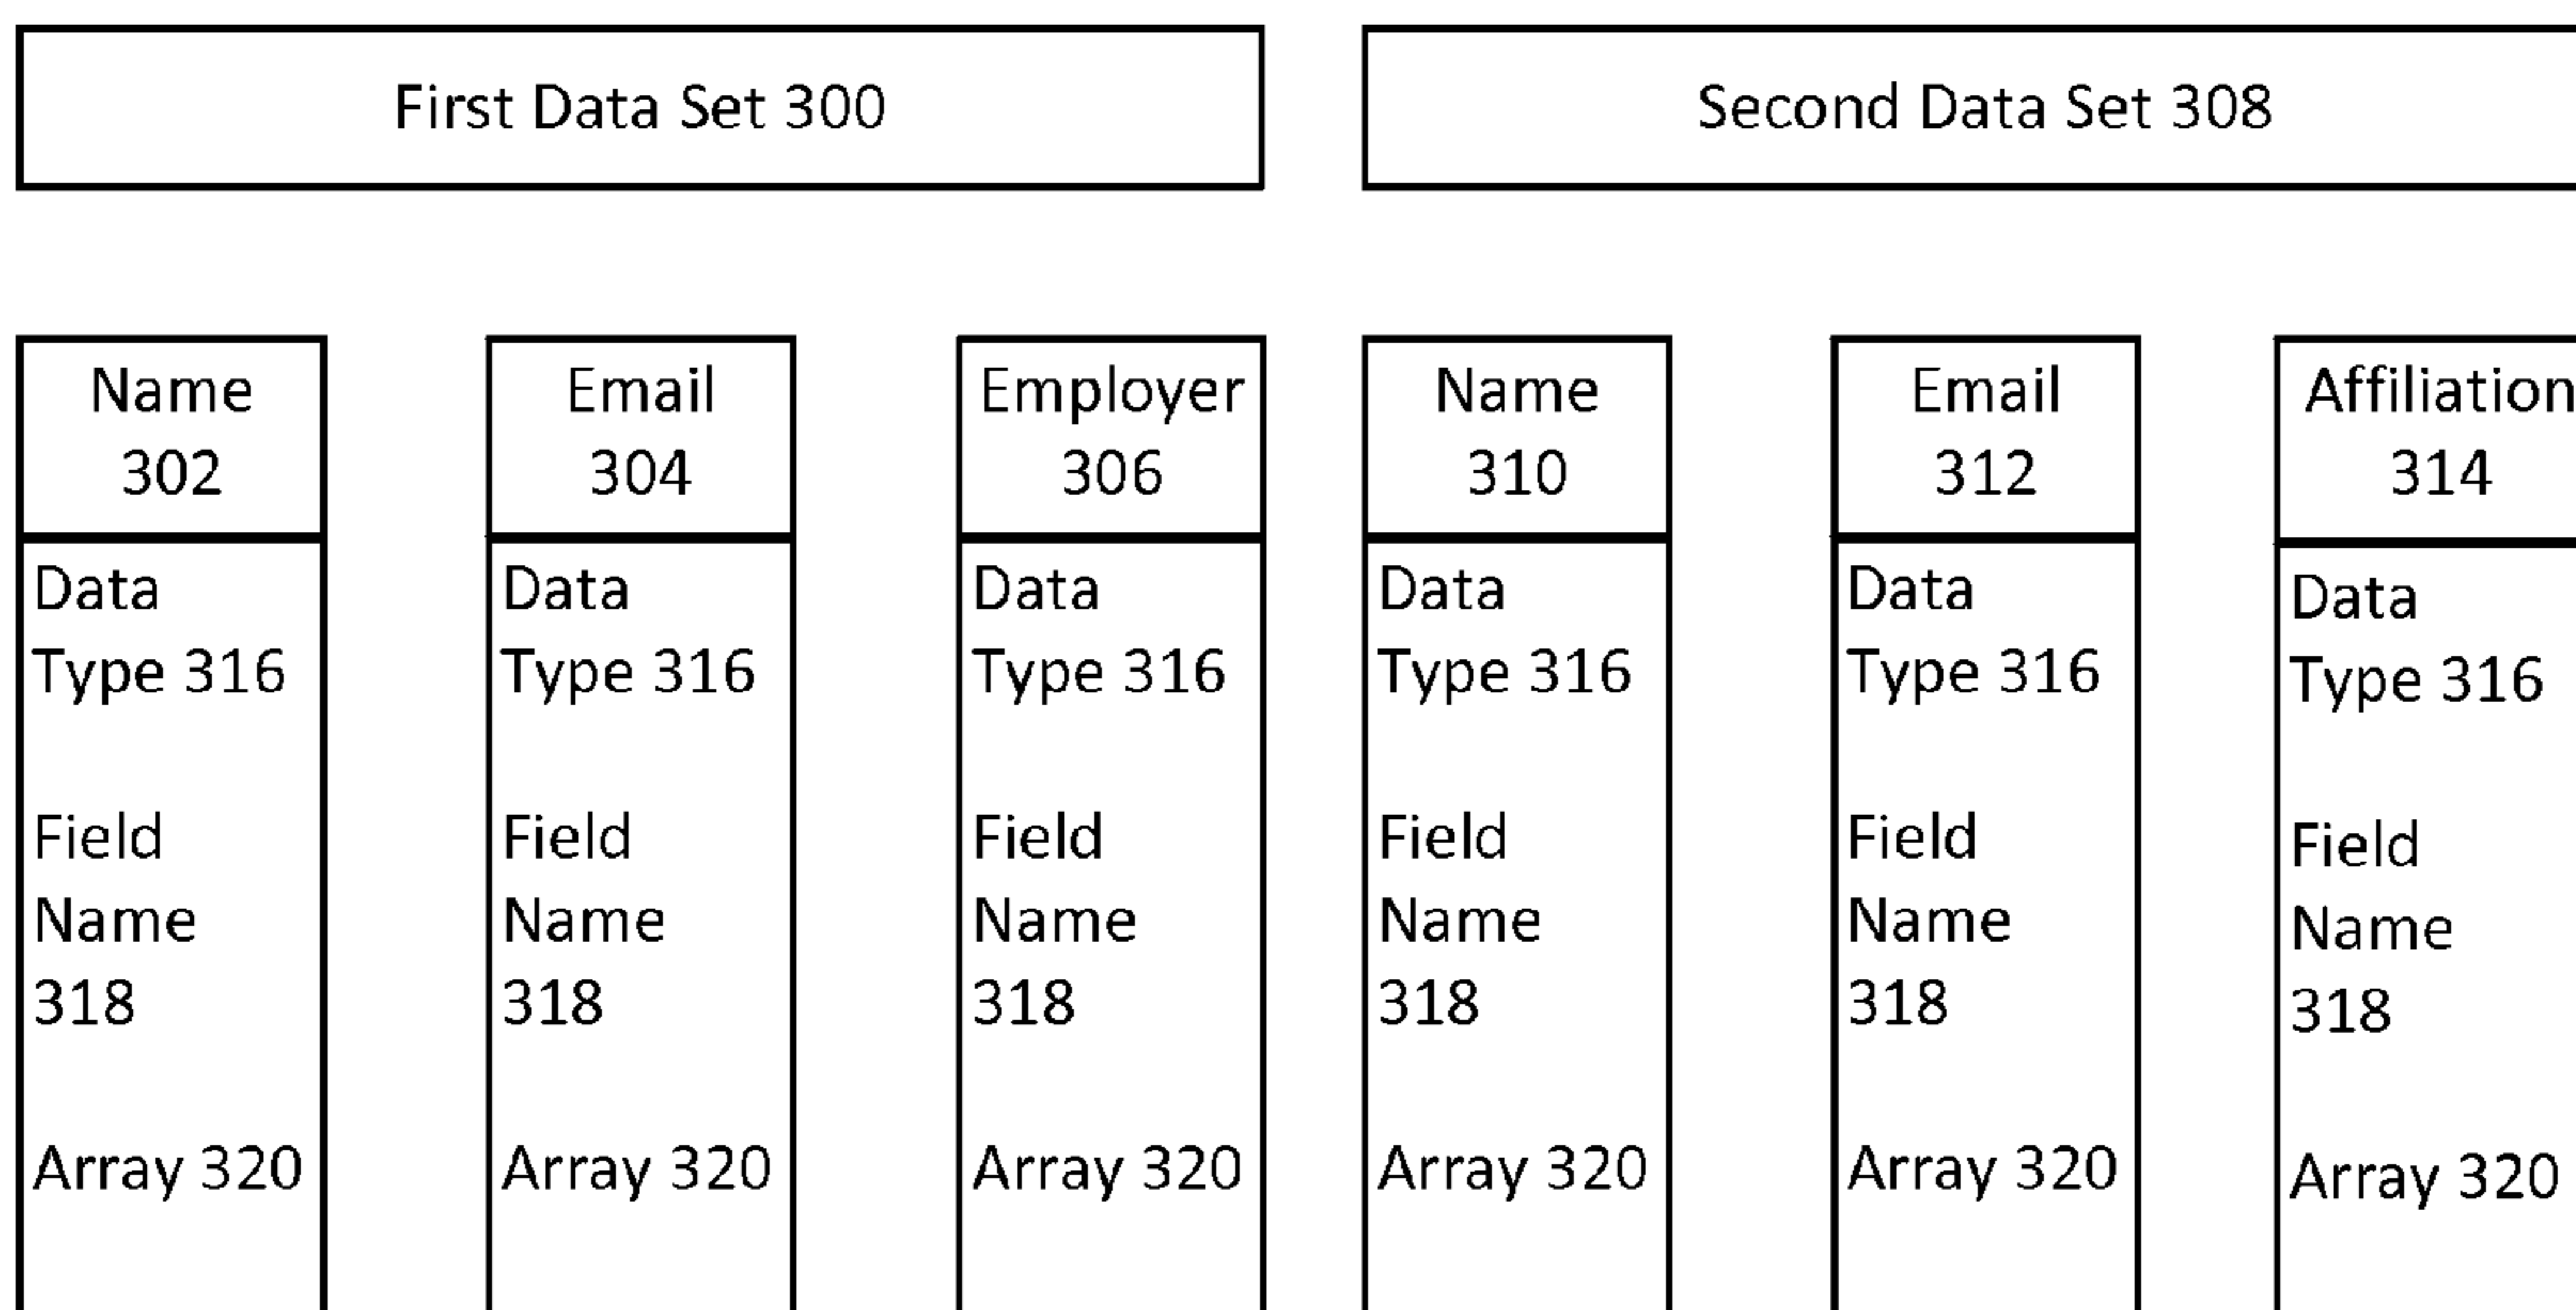 First Data Set 300
Second Data Set 308
Name
302
Data
Type 316
Field
Name
318
Array 320
Email
304
Data
Type 316
Field
Name
318
Array 320
Employer
306
Data
Type 316
Field
Name
318
Array 320
Name
310
Data
Type 316
Field
Name
318
Array 320
Email
312
Data
Type 316
Field
Name
318
Array 320
Affiliation
314
Data
Type 316
Field
Name
318
Array 320